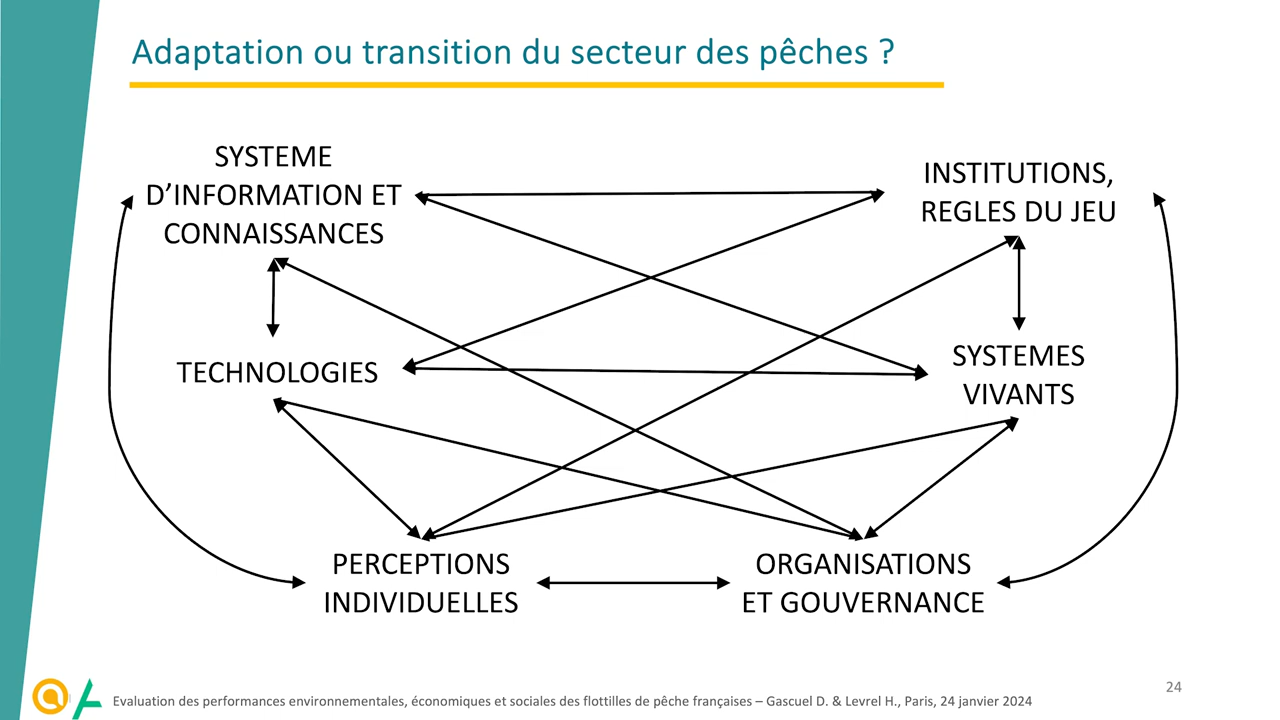 Adaptation ou transition du secteur des pêches ?
SYSTEME
D’INFORMATION ET
CONNAISSANCES
INSTITUTIONS,
REGLES DU JEU
TECHNOLOGIES
SYSTEMES
VIVANTS
PERCEPTIONS
INDIVIDUELLES
ORGANISATIONS
ET GOUVERNANCE
Evaluation des performances environnementales, économiques et sociales des flottilles de pêche françaises – Gascuel D. & Levrel H., Paris, 24 janvier 2024
24